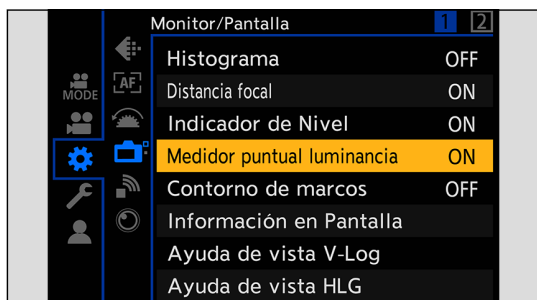 Monitor/Pantalla 1 2
Histograma OFF
Distancia focal ON
Indicador de Nivel ON
Medidor puntual luminancia ON
Contorno de marcos OFF
Información en Pantalla
Ayuda de vista V-Log
Ayuda de vista HLG
MODE
AF